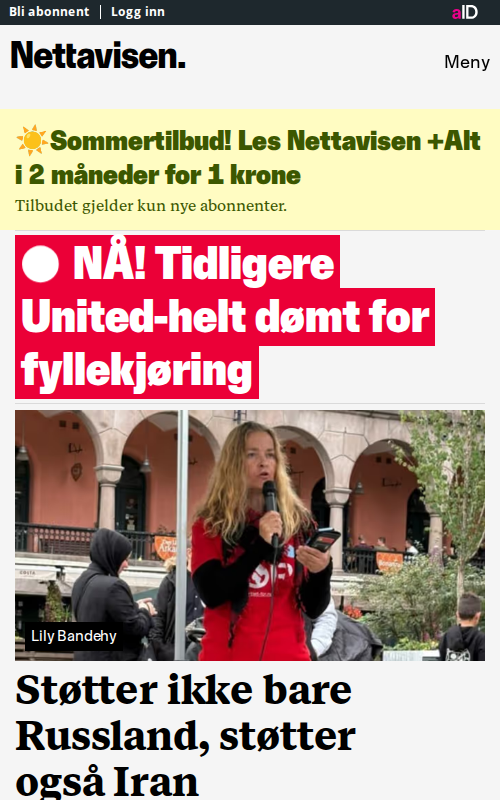 Bli abonnent | Logg inn
aID
Nettavisen.
Meny
☀️Sommertilbud! Les Nettavisen +Alt
i 2 måneder for 1 krone
Tilbudet gjelder kun nye abonnenter.
NÅ! Tidligere
United-helt dømt for
fyllekjøring
Lily Bandehy
Støtter ikke bare
Russland, støtter
også Iran